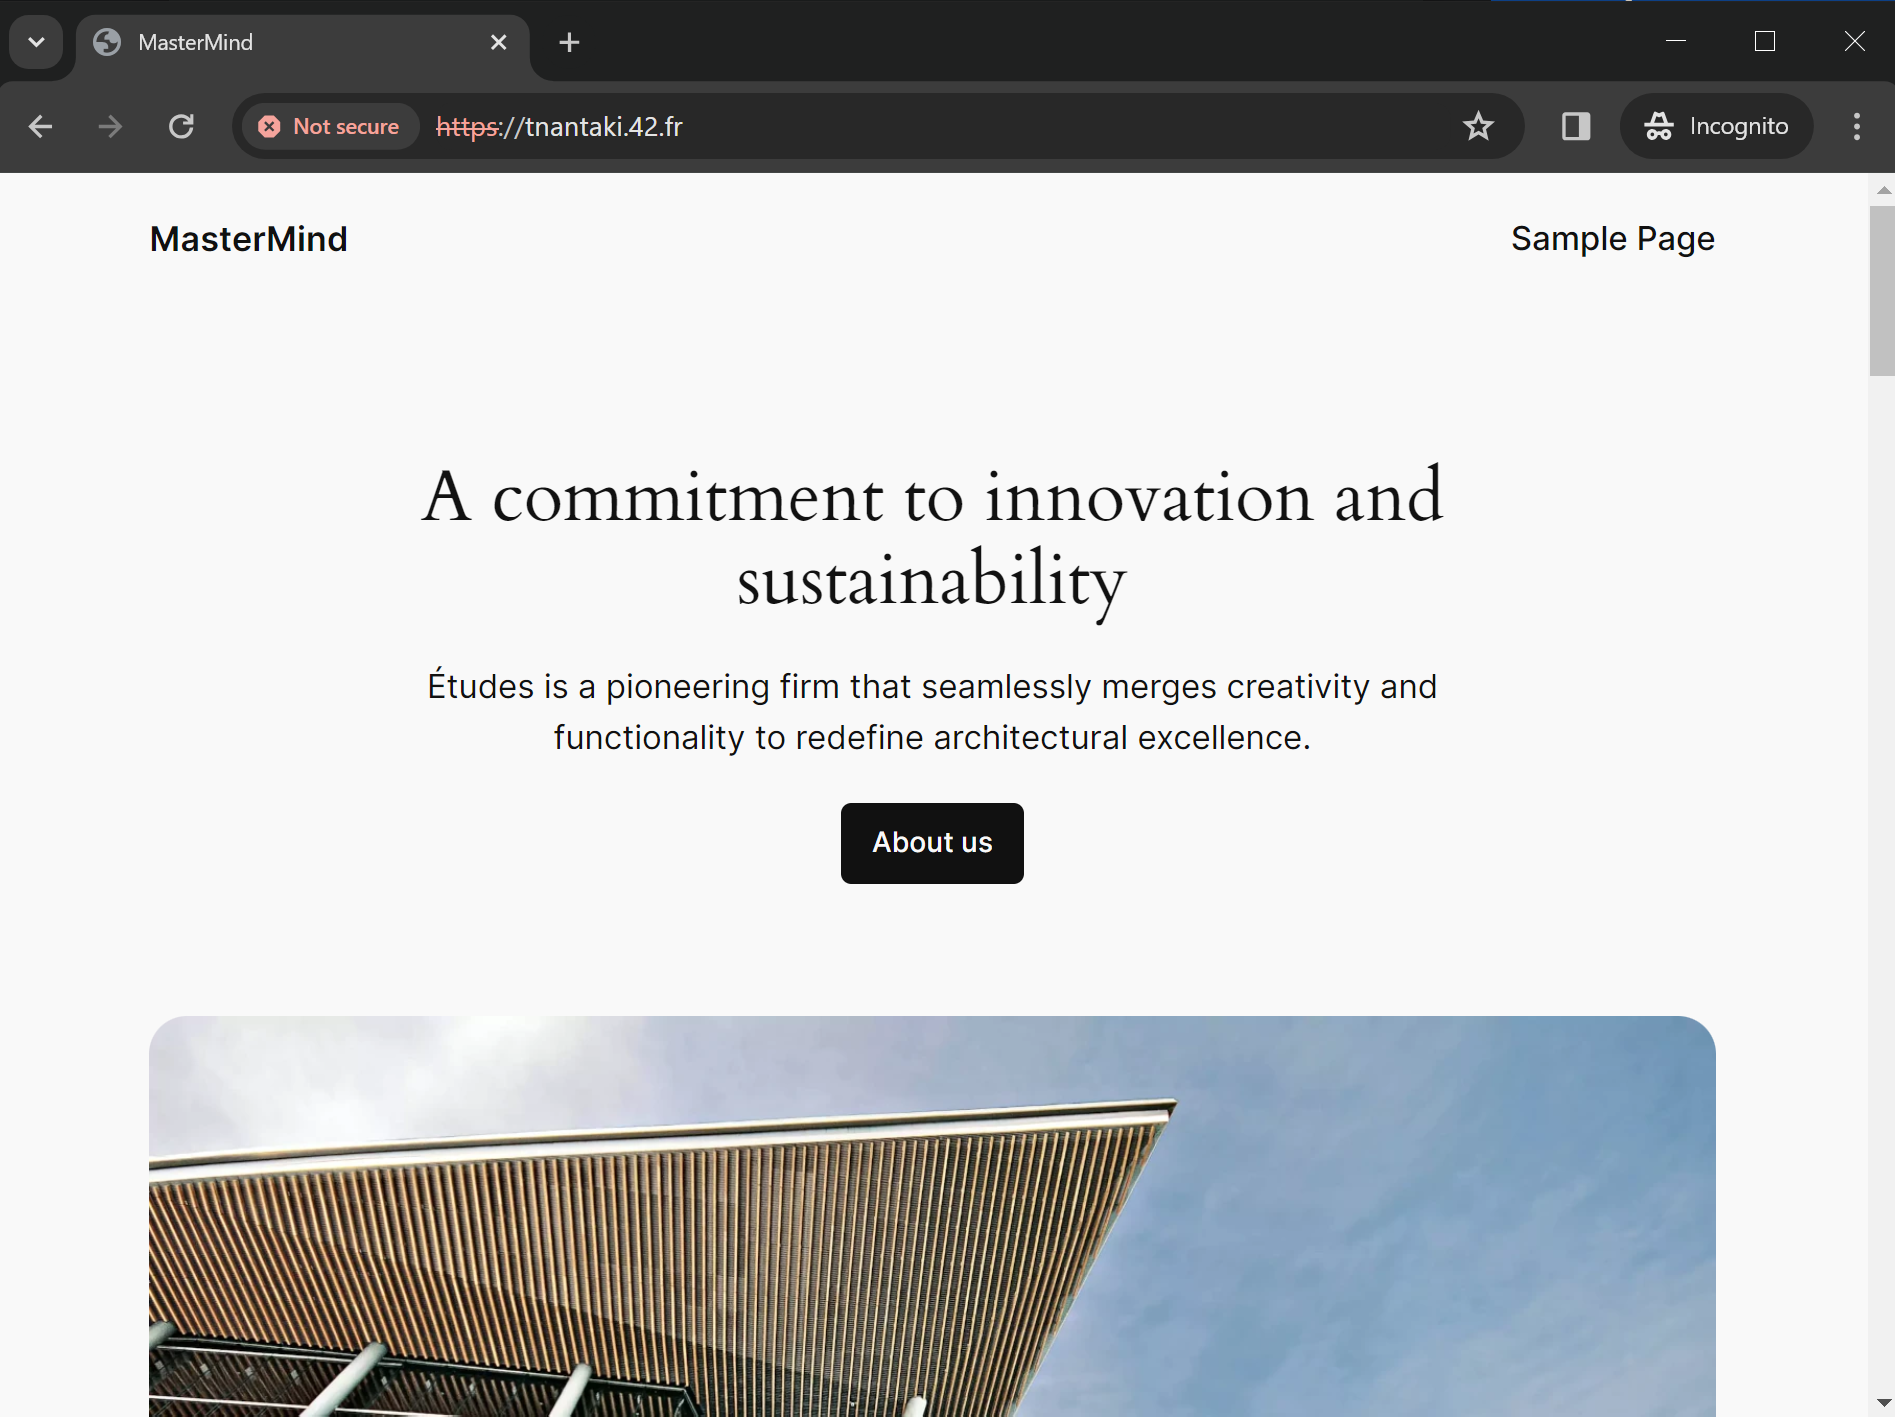 MasterMind
Not secure
https://tnantaki.42.fr
Incognito
MasterMind
Sample Page
A commitment to innovation and
sustainability
Études is a pioneering firm that seamlessly merges creativity and
functionality to redefine architectural excellence.
About us